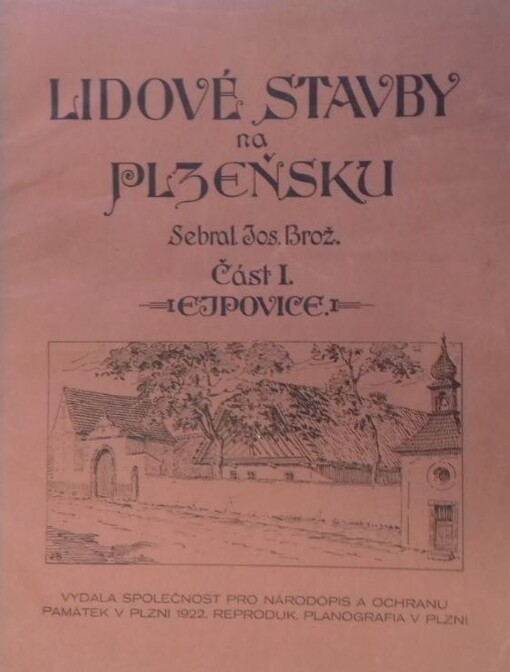 LIDOVÉ STAVBY
na
PLZEŇSKU
Sebral Jos. Brož.
Část I.
EJPOVICE.
JB
VYDALA SPOLEČNOST PRO NÁRODOPIS A OCHRANU
PAMÁTEK V PLZNI 1922. REPRODUK. PLANOGRAFIA V PLZNI.